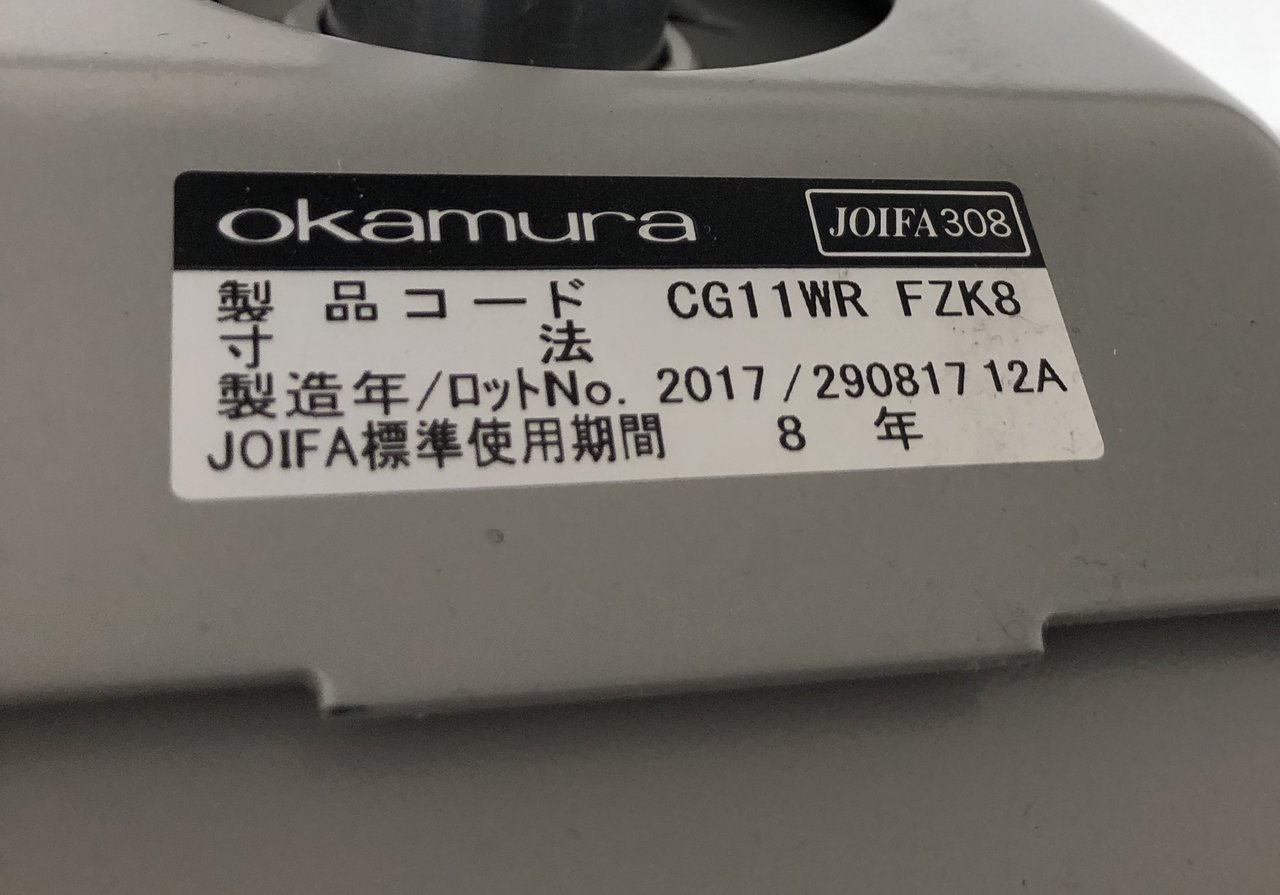 okamura JOIFA308
製品コード CG11WR FZK8
寸法
製造年/ロットNo. 2017/290817 12A
JOIFA標準使用期間 8年